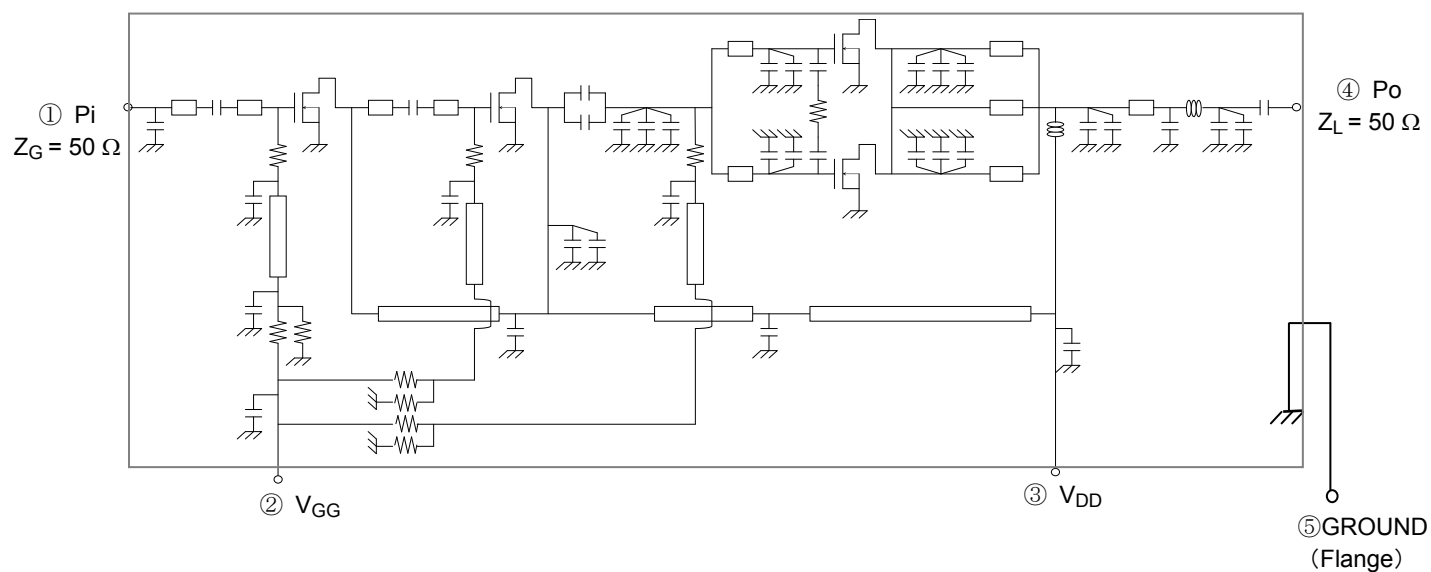 ① Pi
Z_G = 50 Ω
④ Po
Z_L = 50 Ω
② V_GG
③ V_DD
⑤GROUND
（Flange）